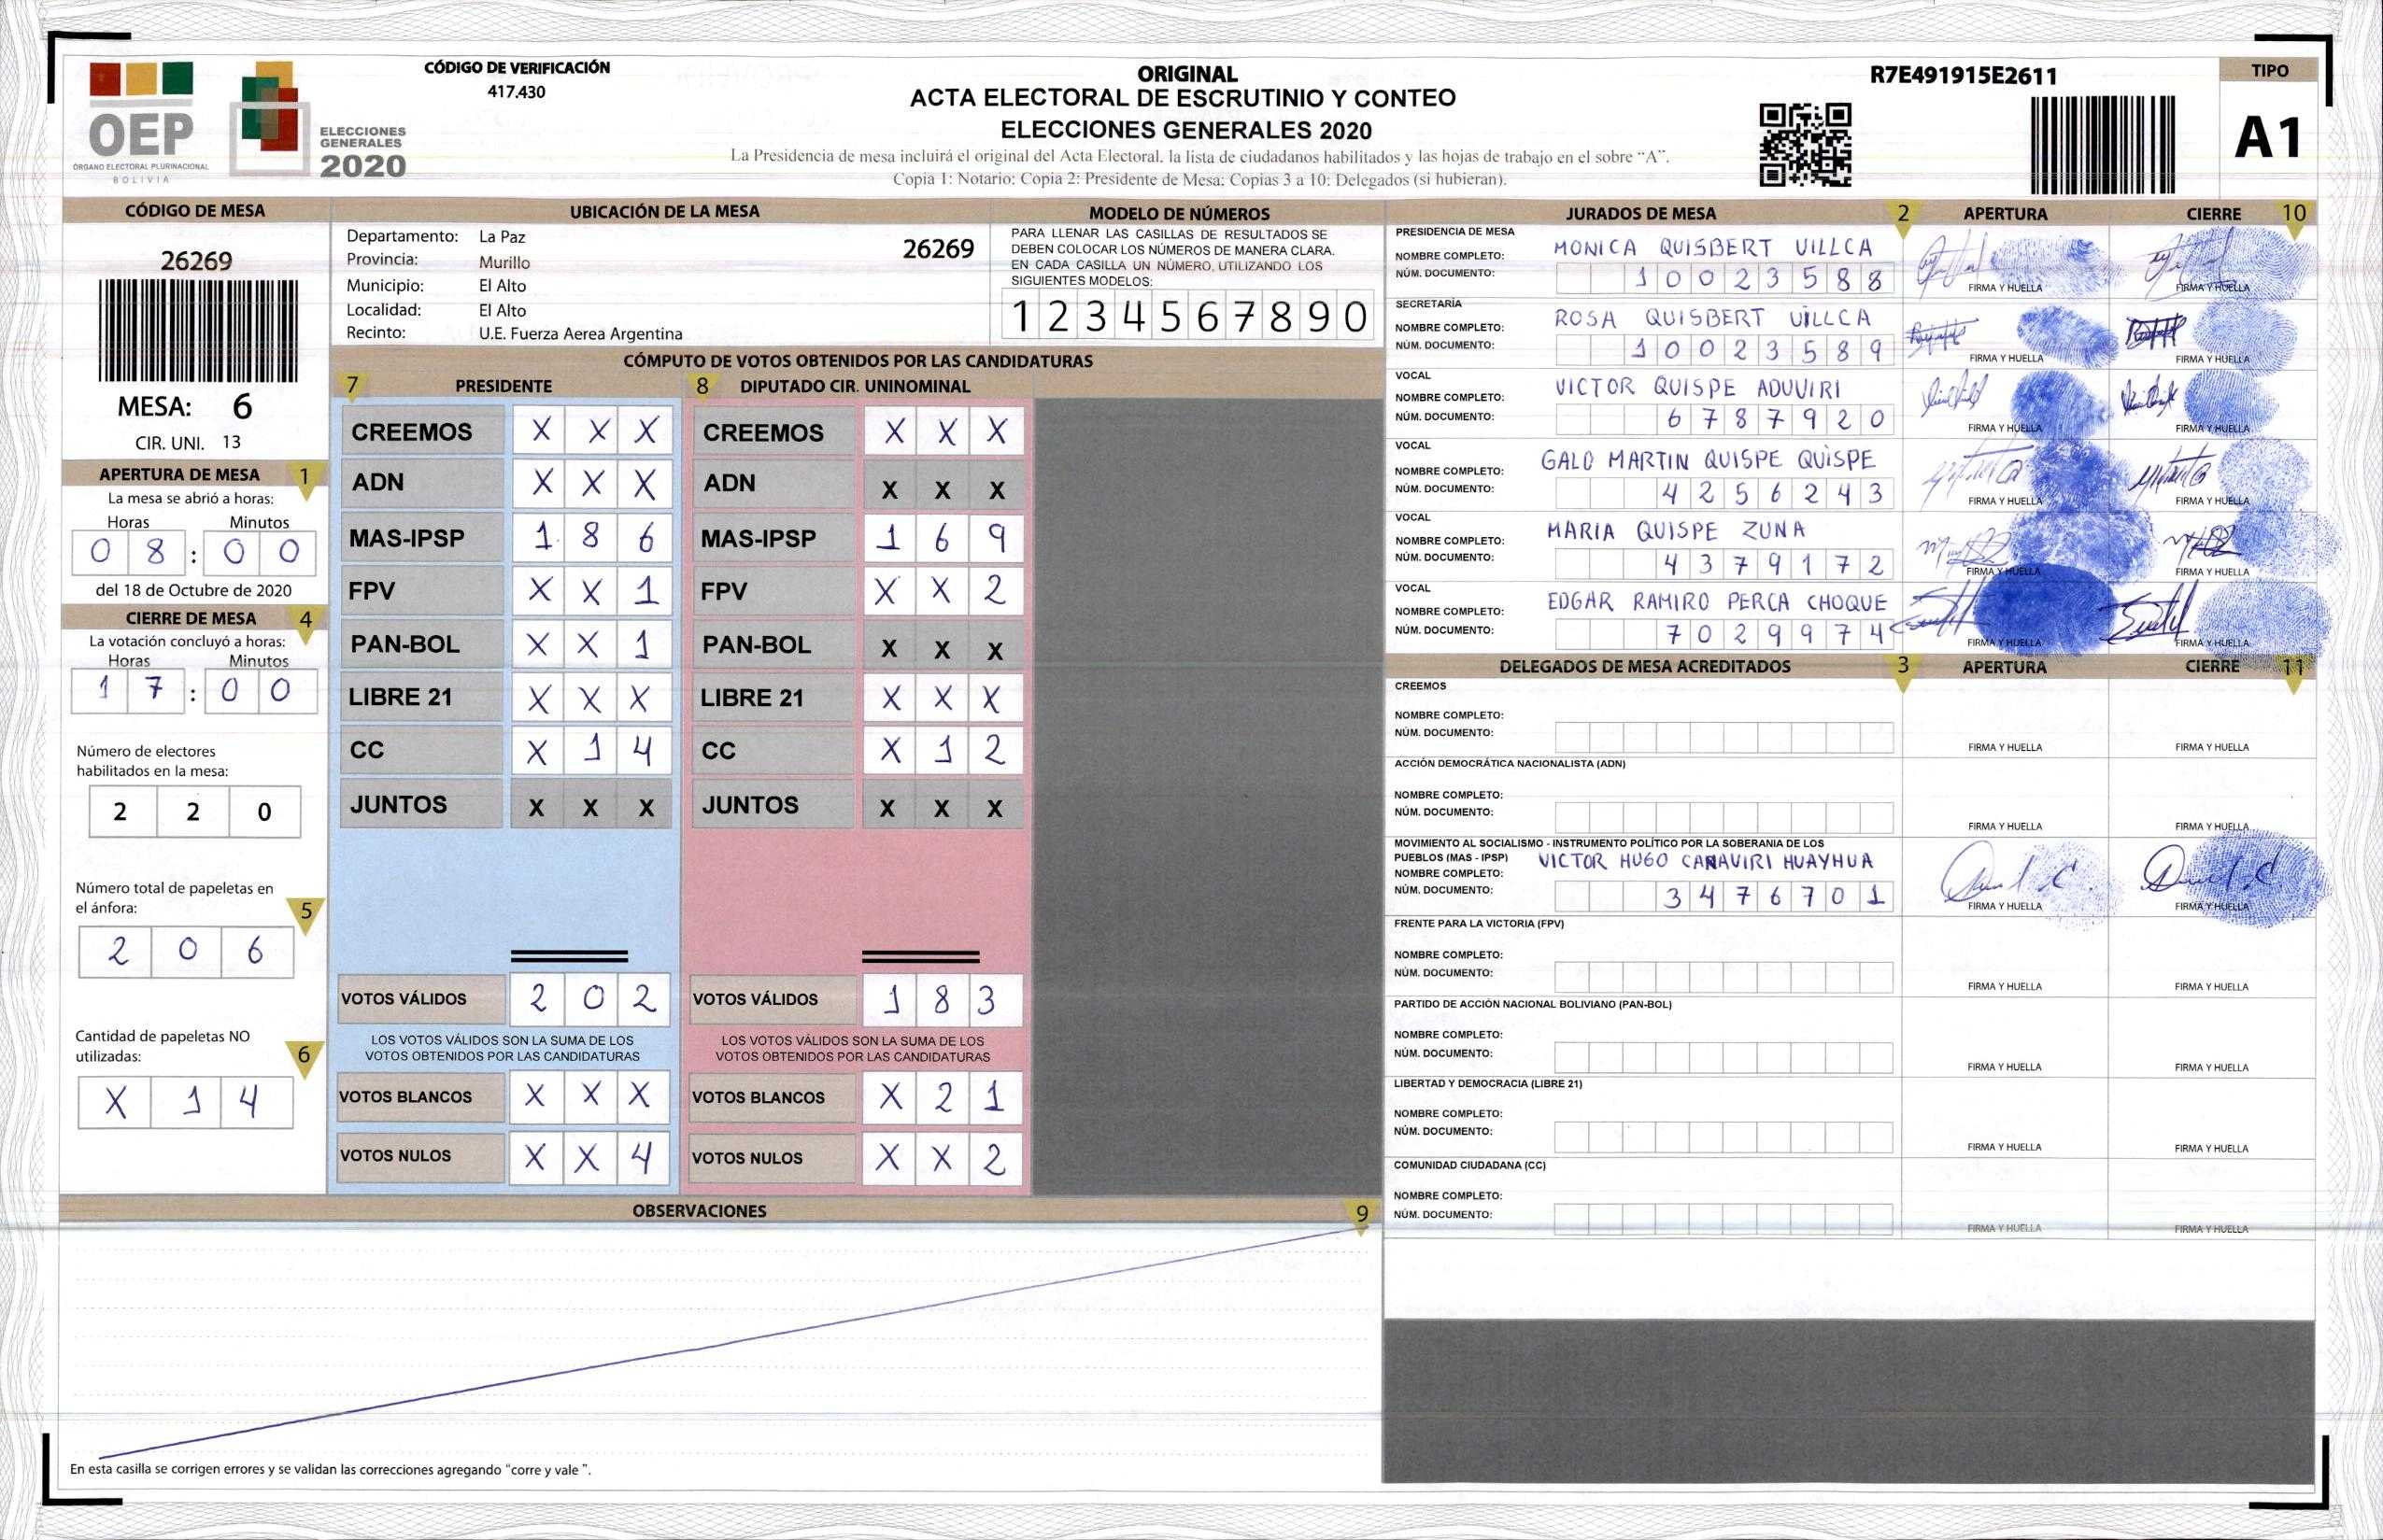 CÓDIGO DE VERIFICACIÓN
417.430
OEP
ÓRGANO ELECTORAL PLURINACIONAL
BOLIVIA
ELECCIONES
GENERALES
2020
ORIGINAL
ACTA ELECTORAL DE ESCRUTINIO Y CONTEO
ELECCIONES GENERALES 2020
La Presidencia de mesa incluirá el original del Acta Electoral. la lista de ciudadanos habilitados y las hojas de trabajo en el sobre “A”.
Copia 1: Notario: Copia 2: Presidente de Mesa: Copias 3 a 10: Delegados (si hubieran).
R7E491915E2611
TIPO
A1
CÓDIGO DE MESA
26269
MESA: 6
CIR. UNI. 13
APERTURA DE MESA 1
La mesa se abrió a horas:
Horas Minutos
0 8 : 0 0
del 18 de Octubre de 2020
CIERRE DE MESA 4
La votación concluyó a horas:
Horas Minutos
1 7 : 0 0
Número de electores
habilitados en la mesa:
2 2 0
Número total de papeletas en
el ánfora: 5
2 0 6
Cantidad de papeletas NO
utilizadas: 6
X 1 4
UBICACIÓN DE LA MESA
Departamento: La Paz 26269
Provincia: Murillo
Municipio: El Alto
Localidad: El Alto
Recinto: U.E. Fuerza Aerea Argentina
MODELO DE NÚMEROS
PARA LLENAR LAS CASILLAS DE RESULTADOS SE
DEBEN COLOCAR LOS NÚMEROS DE MANERA CLARA.
EN CADA CASILLA UN NÚMERO, UTILIZANDO LOS
SIGUIENTES MODELOS:
1 2 3 4 5 6 7 8 9 0
CÓMPUTO DE VOTOS OBTENIDOS POR LAS CANDIDATURAS
7 PRESIDENTE 8 DIPUTADO CIR. UNINOMINAL
CREEMOS X X X CREEMOS X X X
ADN X X X ADN X X X
MAS-IPSP 1 8 6 MAS-IPSP 1 6 9
FPV X X 1 FPV X X 2
PAN-BOL X X 1 PAN-BOL X X X
LIBRE 21 X X X LIBRE 21 X X X
CC X 1 4 CC X 1 2
JUNTOS X X X JUNTOS X X X
VOTOS VÁLIDOS 2 0 2 VOTOS VÁLIDOS 1 8 3
LOS VOTOS VÁLIDOS SON LA SUMA DE LOS LOS VOTOS VÁLIDOS SON LA SUMA DE LOS
VOTOS OBTENIDOS POR LAS CANDIDATURAS VOTOS OBTENIDOS POR LAS CANDIDATURAS
VOTOS BLANCOS X X X VOTOS BLANCOS X 2 1
VOTOS NULOS X X 4 VOTOS NULOS X X 2
OBSERVACIONES 9
En esta casilla se corrigen errores y se validan las correcciones agregando “corre y vale ”.
JURADOS DE MESA 2 APERTURA CIERRE 10
PRESIDENCIA DE MESA
NOMBRE COMPLETO: MONICA QUISBERT VILLCA
NÚM. DOCUMENTO: 1 0 0 2 3 5 8 8 FIRMA Y HUELLA FIRMA Y HUELLA
SECRETARÍA
NOMBRE COMPLETO: ROSA QUISBERT VILLCA
NÚM. DOCUMENTO: 1 0 0 2 3 5 8 9 FIRMA Y HUELLA FIRMA Y HUELLA
VOCAL
NOMBRE COMPLETO: VICTOR QUISPE ADUVIRI
NÚM. DOCUMENTO: 6 7 8 7 9 2 0 FIRMA Y HUELLA FIRMA Y HUELLA
VOCAL
NOMBRE COMPLETO: GALO MARTIN QUISPE QUISPE
NÚM. DOCUMENTO: 4 2 5 6 2 4 3 FIRMA Y HUELLA FIRMA Y HUELLA
VOCAL
NOMBRE COMPLETO: MARIA QUISPE ZUNA
NÚM. DOCUMENTO: 4 3 7 9 1 7 2 FIRMA Y HUELLA FIRMA Y HUELLA
VOCAL
NOMBRE COMPLETO: EDGAR RAMIRO PERCA CHOQUE
NÚM. DOCUMENTO: 7 0 2 9 9 7 4 FIRMA Y HUELLA FIRMA Y HUELLA
DELEGADOS DE MESA ACREDITADOS 3 APERTURA CIERRE 11
CREEMOS
NOMBRE COMPLETO:
NÚM. DOCUMENTO: FIRMA Y HUELLA FIRMA Y HUELLA
ACCIÓN DEMOCRÁTICA NACIONALISTA (ADN)
NOMBRE COMPLETO:
NÚM. DOCUMENTO: FIRMA Y HUELLA FIRMA Y HUELLA
MOVIMIENTO AL SOCIALISMO - INSTRUMENTO POLÍTICO POR LA SOBERANIA DE LOS
PUEBLOS (MAS - IPSP) VICTOR HUGO CANAVIRI HUAYHUA
NOMBRE COMPLETO:
NÚM. DOCUMENTO: 3 4 7 6 7 0 1 FIRMA Y HUELLA FIRMA Y HUELLA
FRENTE PARA LA VICTORIA (FPV)
NOMBRE COMPLETO:
NÚM. DOCUMENTO: FIRMA Y HUELLA FIRMA Y HUELLA
PARTIDO DE ACCIÓN NACIONAL BOLIVIANO (PAN-BOL)
NOMBRE COMPLETO:
NÚM. DOCUMENTO: FIRMA Y HUELLA FIRMA Y HUELLA
LIBERTAD Y DEMOCRACIA (LIBRE 21)
NOMBRE COMPLETO:
NÚM. DOCUMENTO: FIRMA Y HUELLA FIRMA Y HUELLA
COMUNIDAD CIUDADANA (CC)
NOMBRE COMPLETO:
NÚM. DOCUMENTO: FIRMA Y HUELLA FIRMA Y HUELLA